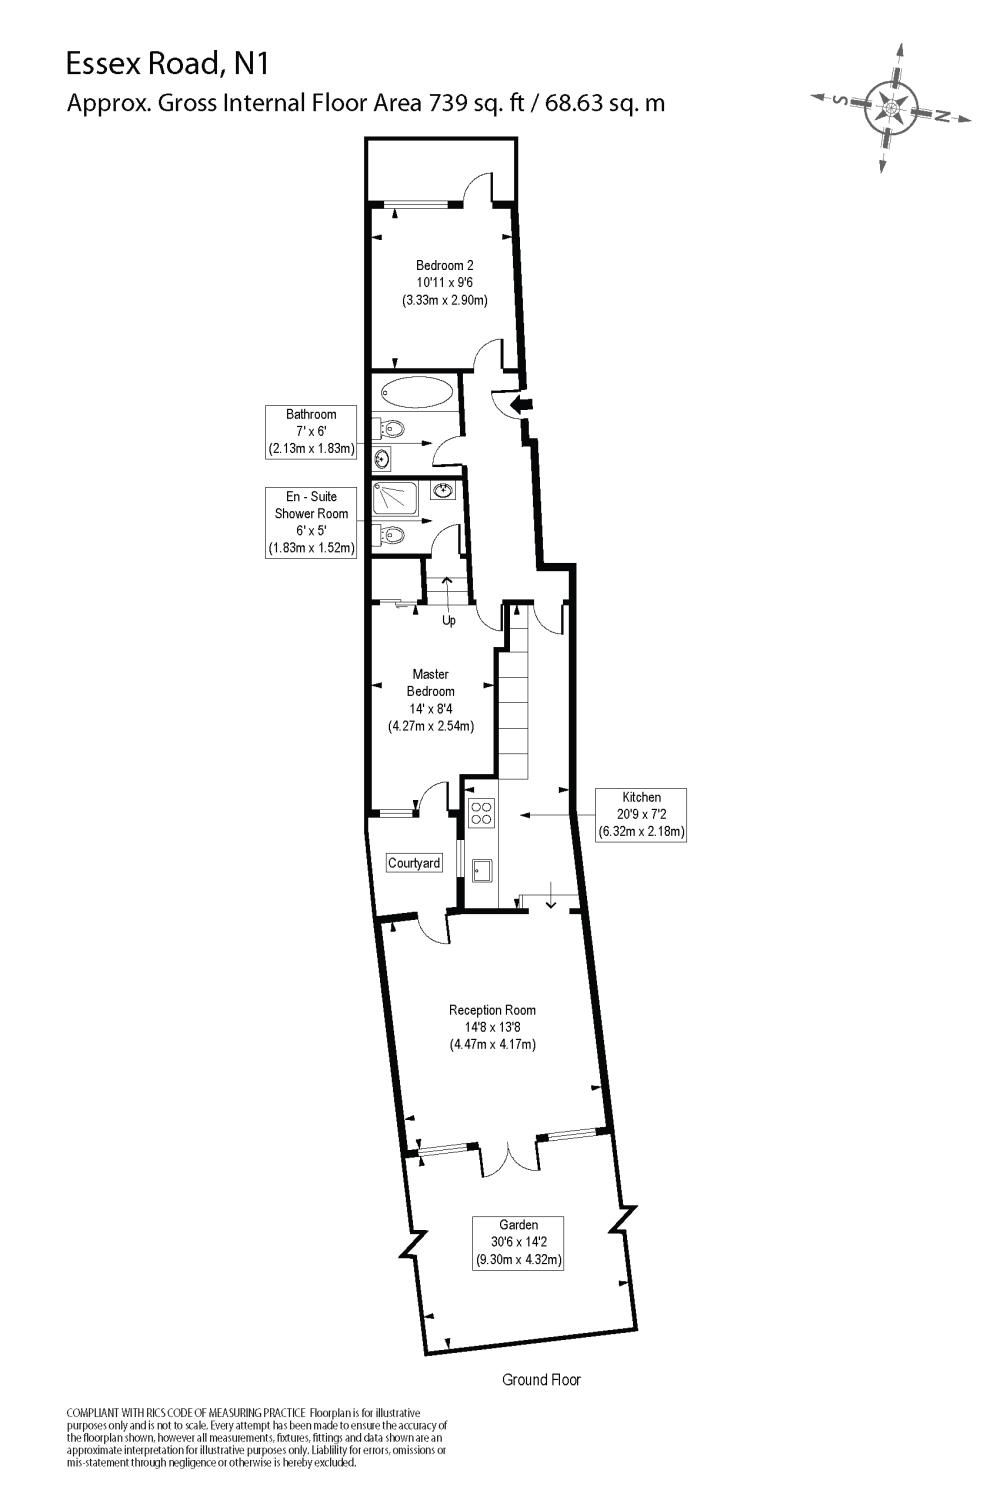 Essex Road, N1
Approx. Gross Internal Floor Area 739 sq. ft / 68.63 sq. m
S
N
Bedroom 2
10'11 x 9'6
(3.33m x 2.90m)
Bathroom
7' x 6'
(2.13m x 1.83m)
En - Suite
Shower Room
6' x 5'
(1.83m x 1.52m)
Up
Master
Bedroom
14' x 8'4
(4.27m x 2.54m)
Kitchen
20'9 x 7'2
(6.32m x 2.18m)
Courtyard
Reception Room
14'8 x 13'8
(4.47m x 4.17m)
Garden
30'6 x 14'2
(9.30m x 4.32m)
Ground Floor
COMPLIANT WITH RICS CODE OF MEASURING PRACTICE Floorplan is for illustrative
purposes only and is not to scale. Every attempt has been made to ensure the accuracy of
the floorplan shown, however all measurements, fixtures, fittings and data shown are an
approximate interpretation for illustrative purposes only. Liablility for errors, omissions or
mis-statement through negligence or otherwise is hereby excluded.